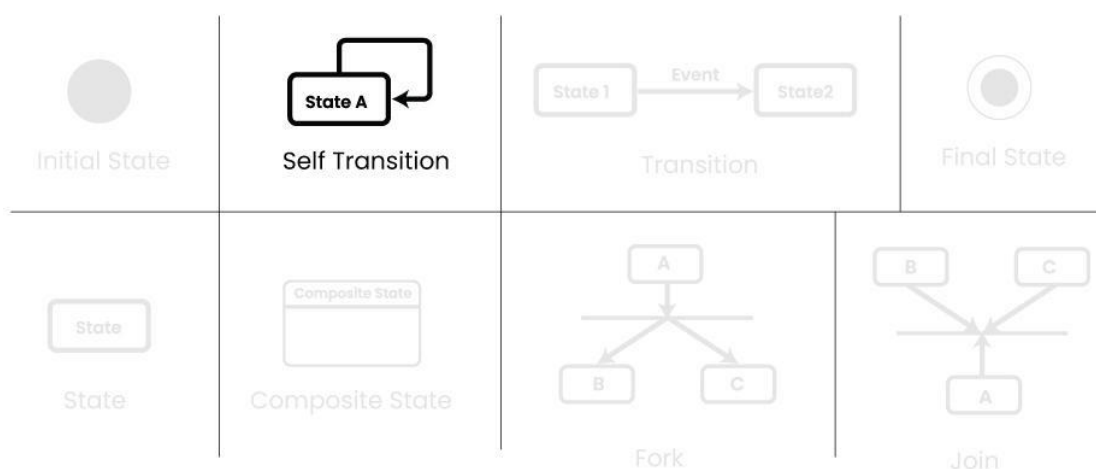 Initial State
State A
Self Transition
State 1
Event
State2
Transition
Final State
State
State
Composite State
Composite State
A
B
C
Fork
B
C
A
Join